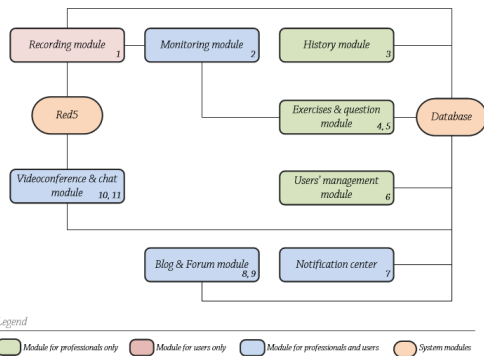 Recording module
1
Monitoring module
2
History module
3
Red5
Exercises & question
module
4, 5
Database
Videoconference & chat
module
10, 11
Users' management
module
6
Blog & Forum module
8, 9
Notification center
7
Legend
Module for professionals only
Module for users only
Module for professionals and users
System modules